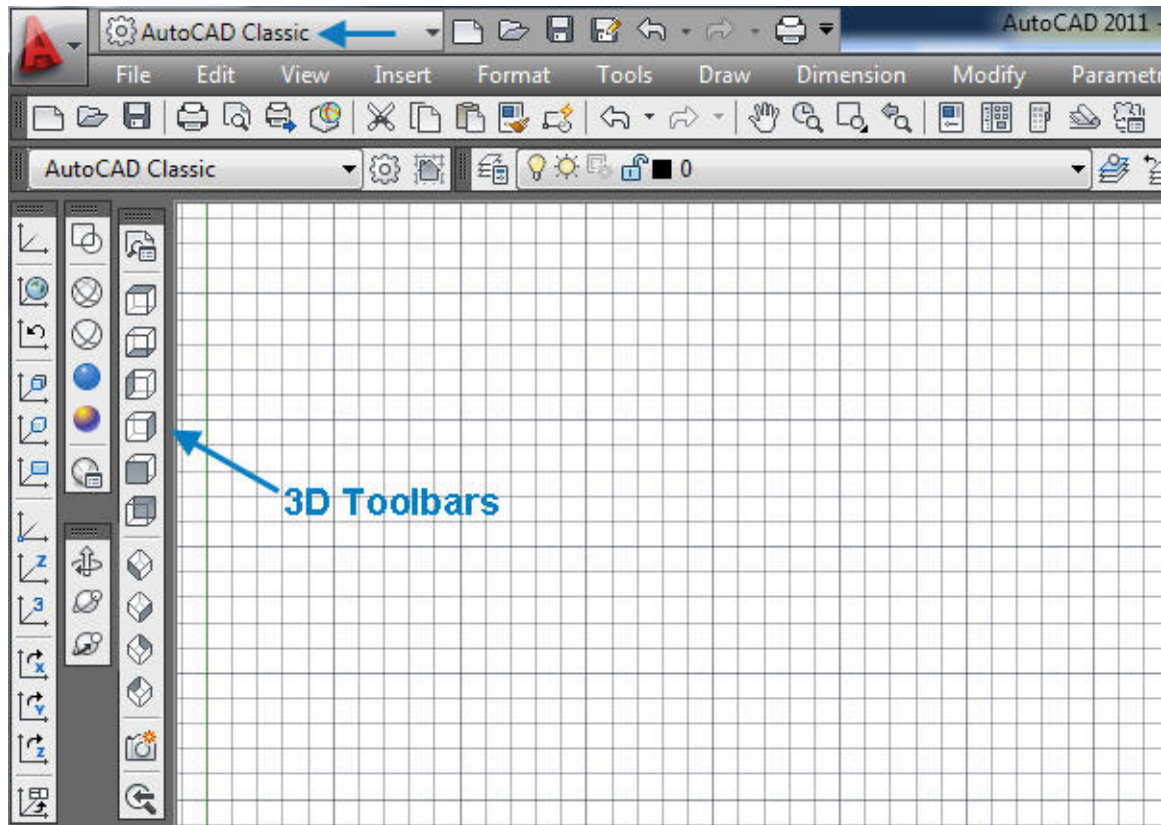 AutoCAD Classic
AutoCAD 2011
File Edit View Insert Format Tools Draw Dimension Modify Parametr
AutoCAD Classic 0
3D Toolbars
Z
3
X
Y
Z